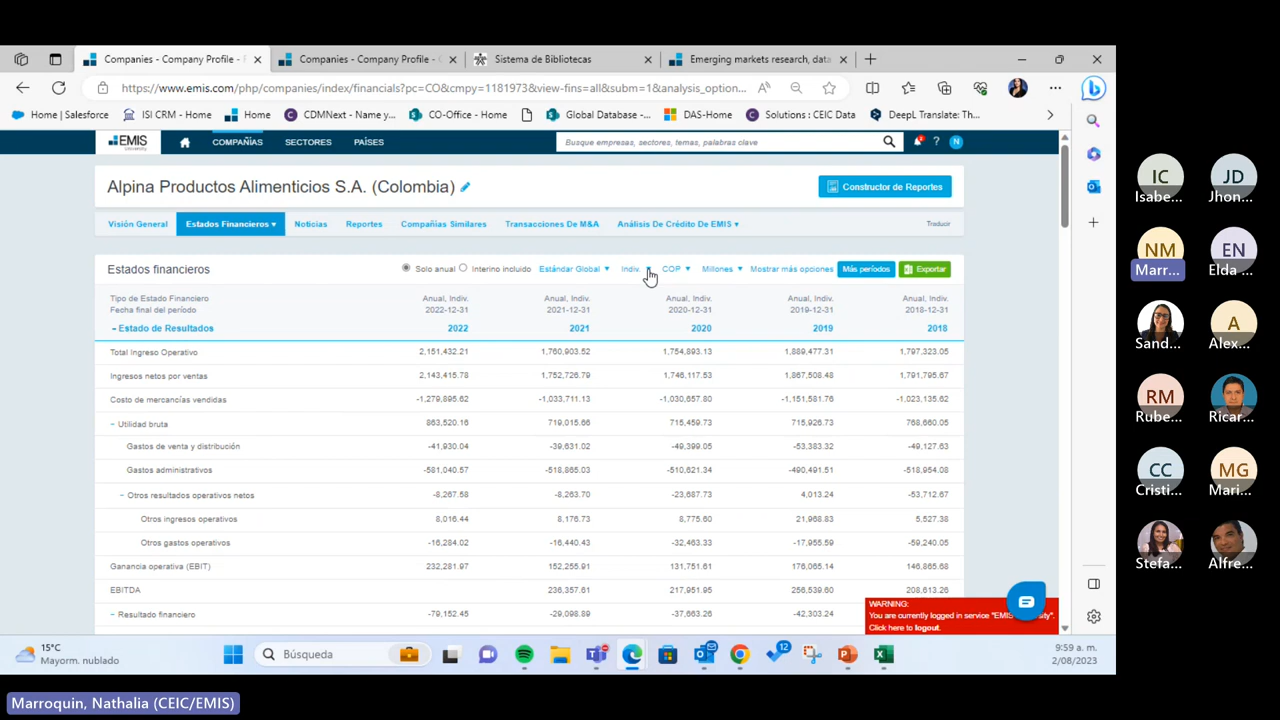 Companies - Company Profile -
Companies - Company Profile -
Sistema de Bibliotecas
Emerging markets research, data
https://www.emis.com/php/companies/index/financials?pc=CO&cmpy=1181973&view-fins=all&subm=1&analysis_option...
Home | Salesforce
ISI CRM - Home
Home
CDMNext - Name y...
CO-Office - Home
Global Database -...
DAS-Home
Solutions : CEIC Data
DeepL Translate: Th...
EMIS
University
COMPAÑÍAS
SECTORES
PAÍSES
Busque empresas, sectores, temas, palabras clave
?
N
Alpina Productos Alimenticios S.A. (Colombia)
Constructor de Reportes
Visión General
Estados Financieros
Noticias
Reportes
Compañías Similares
Transacciones De M&A
Análisis De Crédito De EMIS
Traducir
Estados financieros
Solo anual
Interino incluido
Estándar Global
Indiv.
COP
Millones
Mostrar más opciones
Más periódos
Exportar
Tipo de Estado Financiero Anual, Indiv. Anual, Indiv. Anual, Indiv. Anual, Indiv. Anual, Indiv.
Fecha final del período 2022-12-31 2021-12-31 2020-12-31 2019-12-31 2018-12-31
- Estado de Resultados 2022 2021 2020 2019 2018
Total Ingreso Operativo 2,151,432.21 1,760,903.52 1,754,893.13 1,889,477.31 1,797,323.05
Ingresos netos por ventas 2,143,415.78 1,752,726.79 1,746,117.53 1,867,508.48 1,791,795.67
Costo de mercancías vendidas -1,279,895.62 -1,033,711.13 -1,030,657.80 -1,151,581.76 -1,023,135.62
- Utilidad bruta 863,520.16 719,015.66 715,459.73 715,926.73 768,660.05
Gastos de venta y distribución -41,930.04 -39,631.02 -49,399.05 -53,383.32 -49,127.63
Gastos administrativos -581,040.57 -518,865.03 -510,621.34 -490,491.51 -518,954.08
- Otros resultados operativos netos -8,267.58 -8,263.70 -23,687.73 4,013.24 -53,712.67
Otros ingresos operativos 8,016.44 8,176.73 8,775.60 21,968.83 5,527.38
Otros gastos operativos -16,284.02 -16,440.43 -32,463.33 -17,955.59 -59,240.05
Ganancia operativa (EBIT) 232,281.97 152,255.91 131,751.61 176,065.14 146,865.68
EBITDA 236,357.61 217,951.95 256,539.60 208,613.26
- Resultado financiero -79,152.45 -29,098.89 -37,663.26 -42,303.24
WARNING:
You are currently logged in service "EMIS
Click here to logout.
15°C
Mayorm. nublado
Búsqueda
12
9:59 a. m.
2/08/2023
IC
Isabe...
JD
Jhon...
NM
Marr...
EN
Elda ...
Sand...
A
Alex...
RM
Rube...
Ricar...
CC
Cristi...
MG
Mari...
Stefa...
Alfre...
Marroquin, Nathalia (CEIC/EMIS)